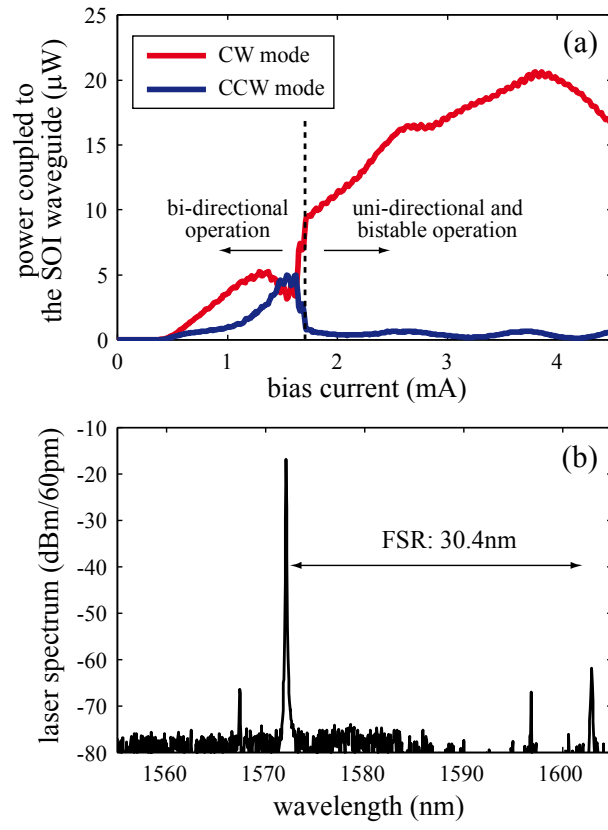 25
20
15
10
5
0
power coupled to
the SOI waveguide (μW)
(a)
CW mode
CCW mode
bi-directional
operation
uni-directional and
bistable operation
0 1 2 3 4
bias current (mA)
-10
-20
-30
-40
-50
-60
-70
-80
laser spectrum (dBm/60pm)
(b)
FSR: 30.4nm
1560 1570 1580 1590 1600
wavelength (nm)